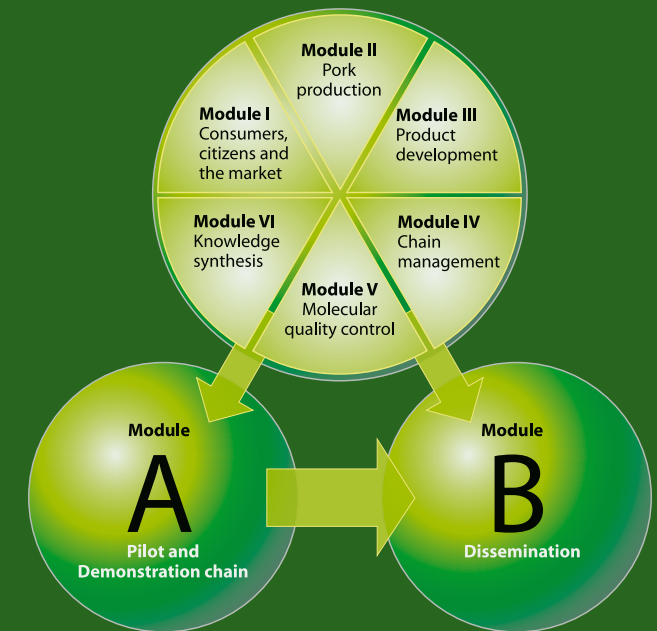 Module II
Pork
production
Module I
Consumers,
citizens and
the market
Module III
Product
development
Module VI
Knowledge
synthesis
Module IV
Chain
management
Module V
Molecular
quality control
Module
A
Pilot and
Demonstration chain
Module
B
Dissemination